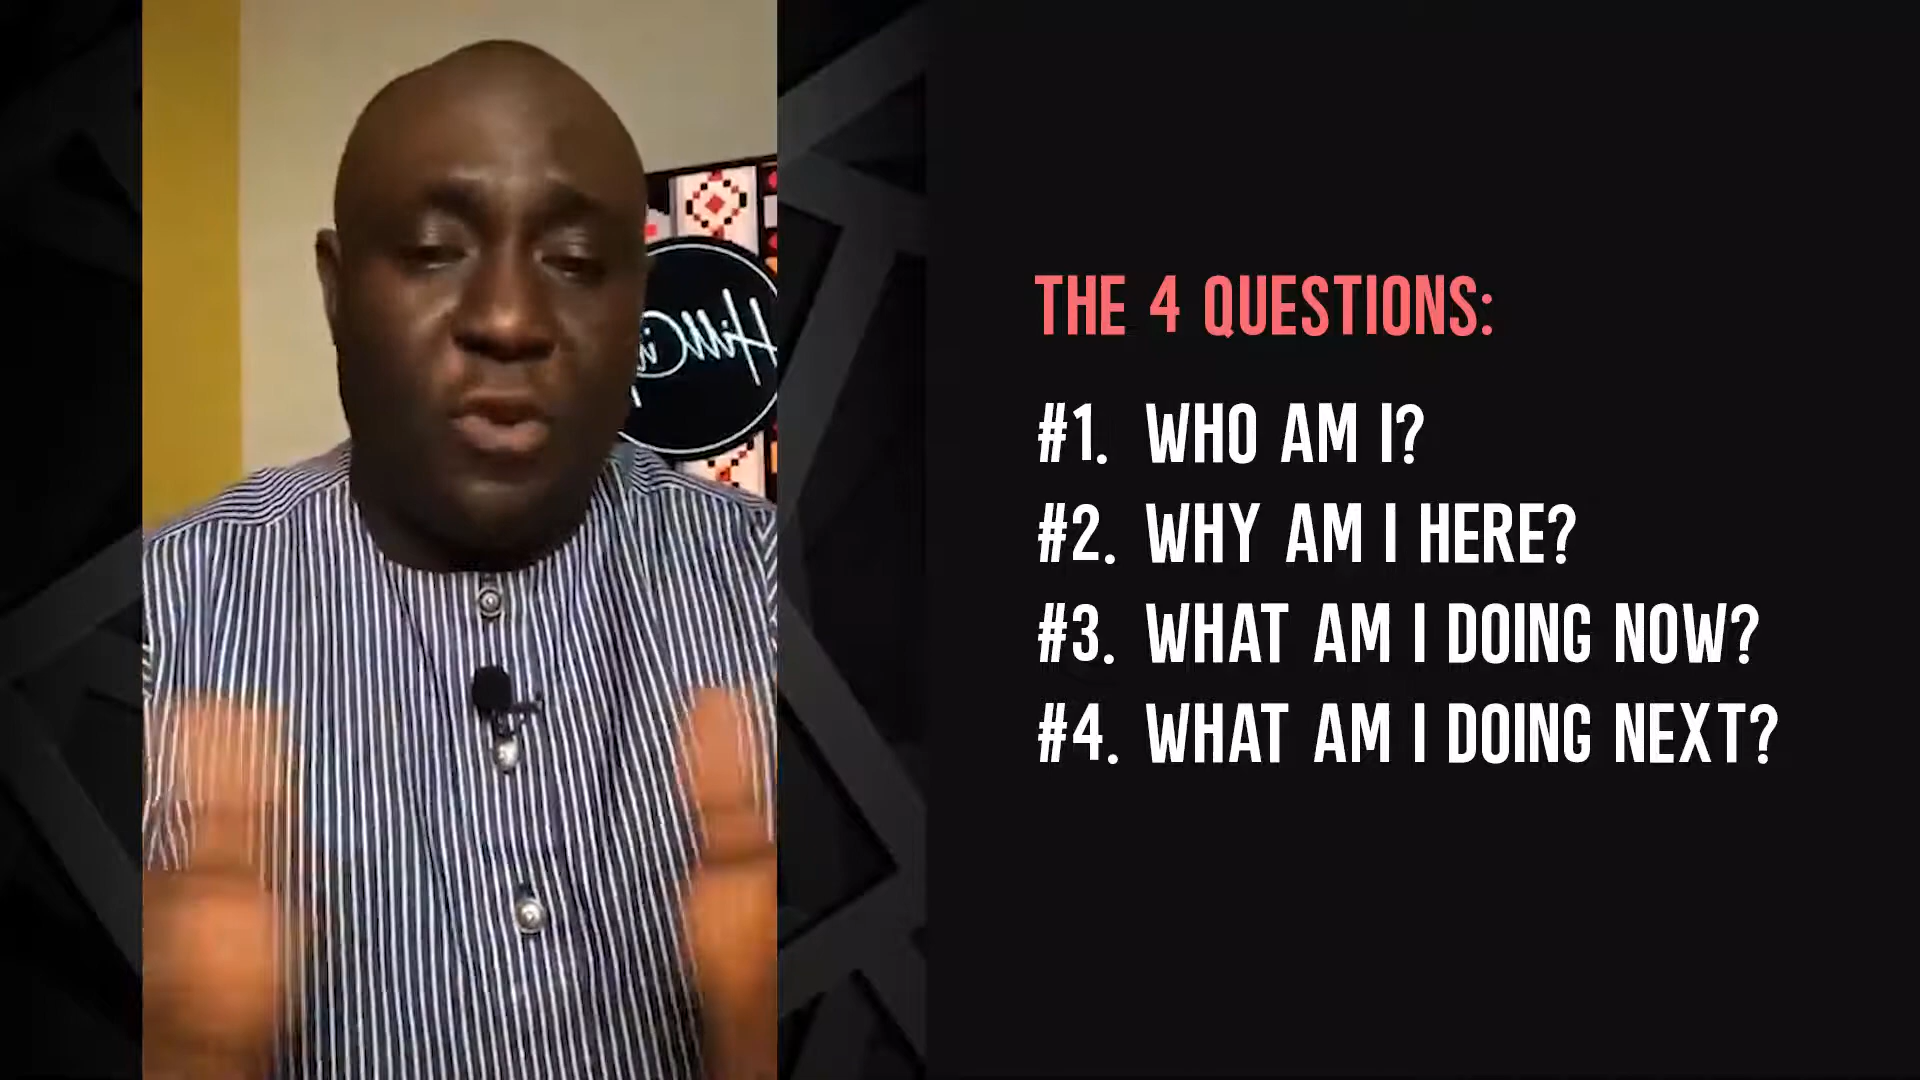 HillCi
THE 4 QUESTIONS:
#1. WHO AM I?
#2. WHY AM I HERE?
#3. WHAT AM I DOING NOW?
#4. WHAT AM I DOING NEXT?